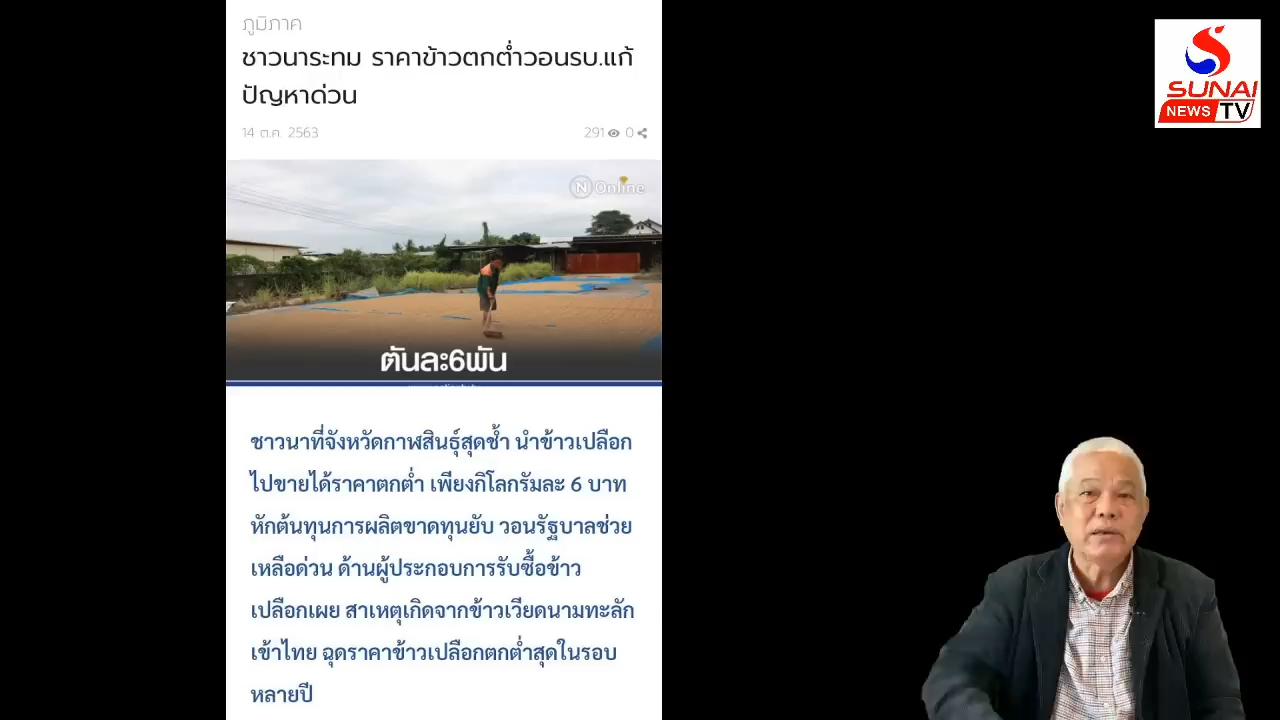 ภูมิภาค
ชาวนาระทม ราคาข้าวตกต่ำวอนรบ.แก้
ปัญหาด่วน
14 ต.ค. 2563
291 0
N Online
ตันละ6พัน
ชาวนาที่จังหวัดกาฬสินธุ์สุดช้ำ นำข้าวเปลือก
ไปขายได้ราคาตกต่ำ เพียงกิโลกรัมละ 6 บาท
หักต้นทุนการผลิตขาดทุนยับ วอนรัฐบาลช่วย
เหลือด่วน ด้านผู้ประกอบการรับซื้อข้าว
เปลือกเผย สาเหตุเกิดจากข้าวเวียดนามทะลัก
เข้าไทย ฉุดราคาข้าวเปลือกตกต่ำสุดในรอบ
หลายปี
SUNAI
NEWS TV